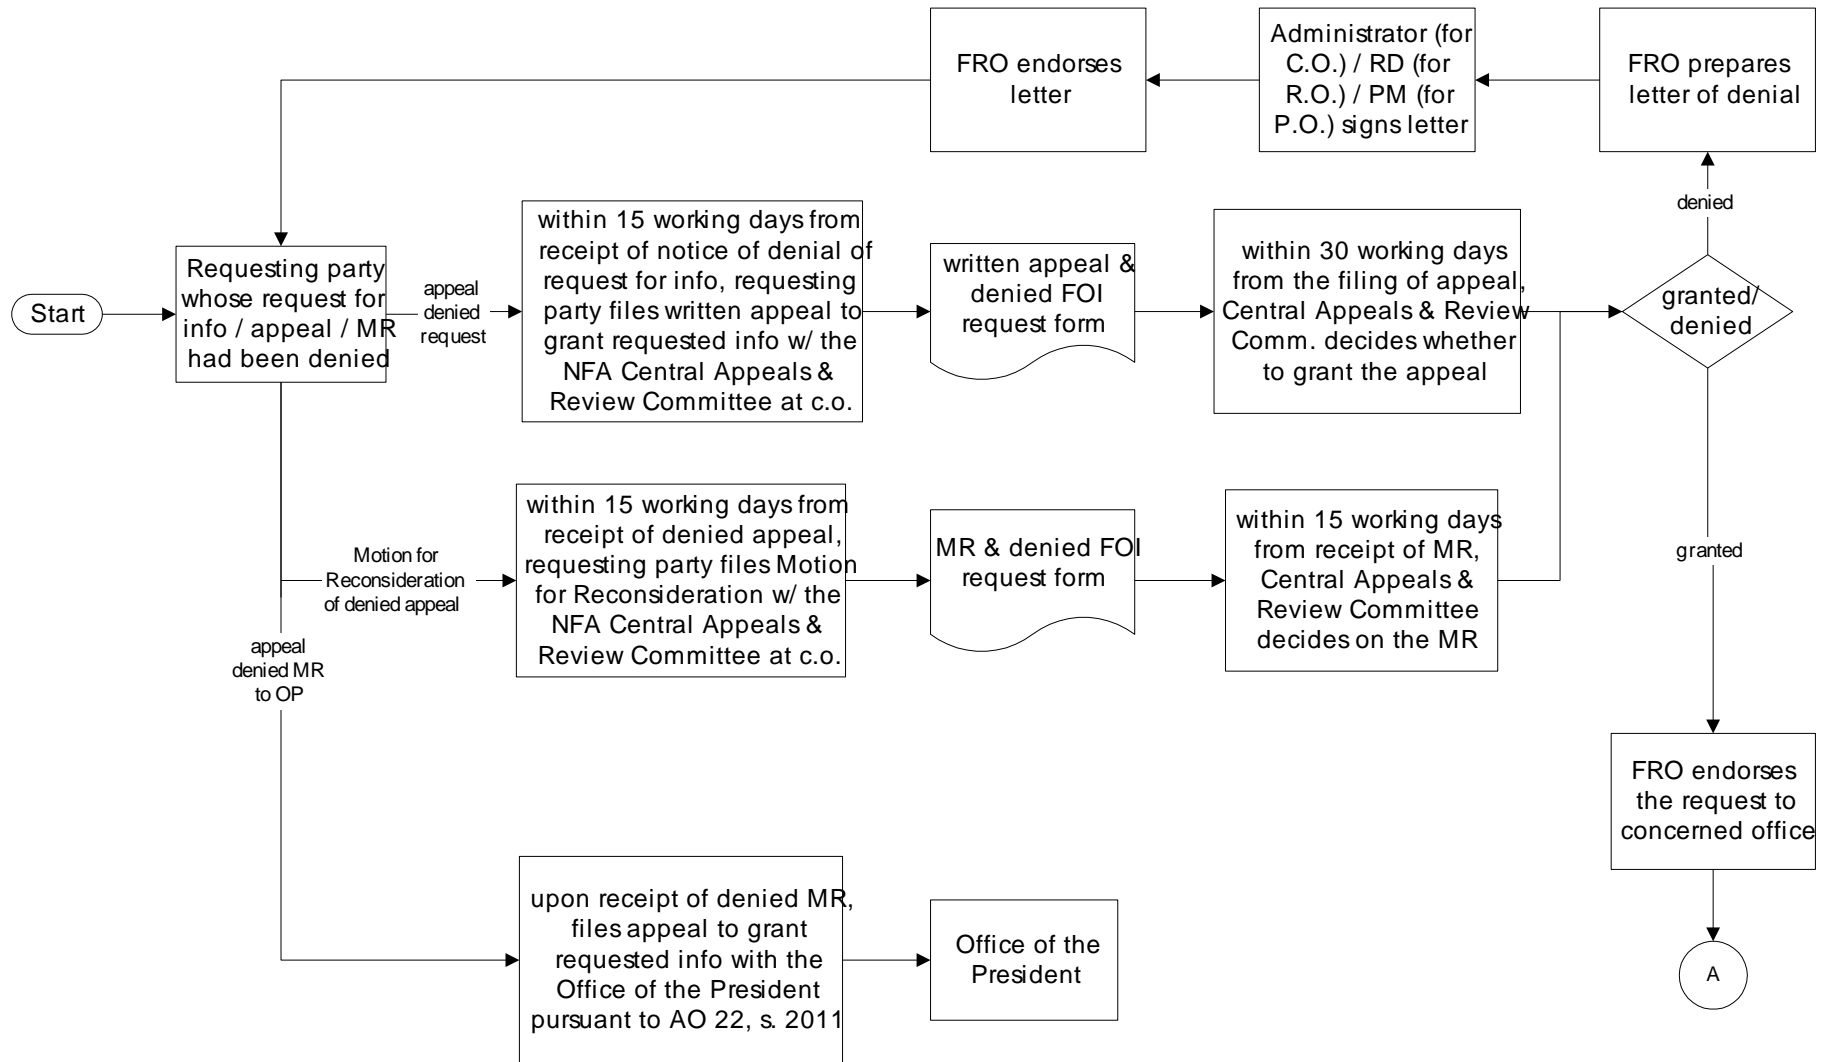 FRO endorses
letter
Administrator (for
C.O.) / RD (for
R.O.) / PM (for
P.O.) signs letter
FRO prepares
letter of denial
denied
Start
Requesting party
whose request for
info / appeal / MR
had been denied
appeal
denied
request
within 15 working days from
receipt of notice of denial of
request for info, requesting
party files written appeal to
grant requested info w/ the
NFA Central Appeals &
Review Committee at c.o.
written appeal &
denied FOI
request form
within 30 working days
from the filing of appeal,
Central Appeals & Review
Comm. decides whether
to grant the appeal
granted/
denied
Motion for
Reconsideration
of denied appeal
within 15 working days from
receipt of denied appeal,
requesting party files Motion
for Reconsideration w/ the
NFA Central Appeals &
Review Committee at c.o.
MR & denied FOI
request form
within 15 working days
from receipt of MR,
Central Appeals &
Review Committee
decides on the MR
granted
appeal
denied MR
to OP
FRO endorses
the request to
concerned office
upon receipt of denied MR,
files appeal to grant
requested info with the
Office of the President
pursuant to AO 22, s. 2011
Office of the
President
A